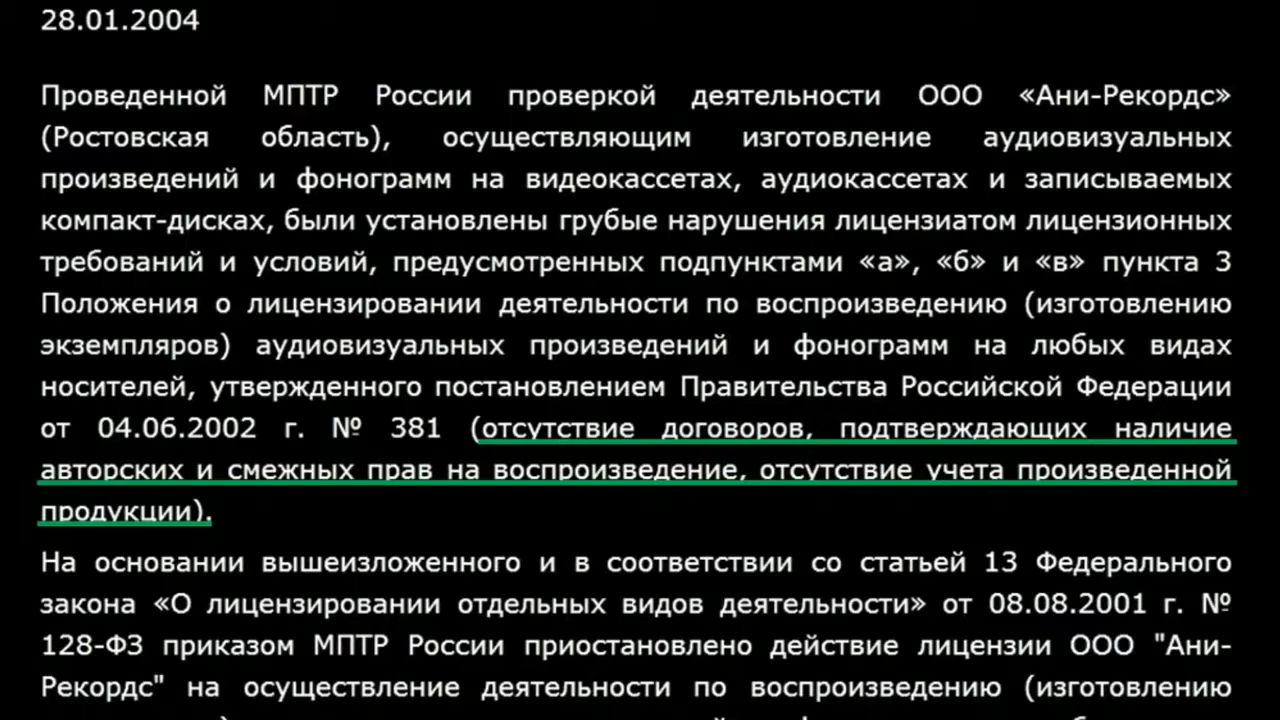 28.01.2004
Проведенной МПТР России проверкой деятельности ООО «Ани-Рекордс»
(Ростовская область), осуществляющим изготовление аудиовизуальных
произведений и фонограмм на видеокассетах, аудиокассетах и записываемых
компакт-дисках, были установлены грубые нарушения лицензиатом лицензионных
требований и условий, предусмотренных подпунктами «а», «б» и «в» пункта 3
Положения о лицензировании деятельности по воспроизведению (изготовлению
экземпляров) аудиовизуальных произведений и фонограмм на любых видах
носителей, утвержденного постановлением Правительства Российской Федерации
от 04.06.2002 г. № 381 (отсутствие договоров, подтверждающих наличие
авторских и смежных прав на воспроизведение, отсутствие учета произведенной
продукции).
На основании вышеизложенного и в соответствии со статьей 13 Федерального
закона «О лицензировании отдельных видов деятельности» от 08.08.2001 г. №
128-ФЗ приказом МПТР России приостановлено действие лицензии ООО "Ани-
Рекордс" на осуществление деятельности по воспроизведению (изготовлению